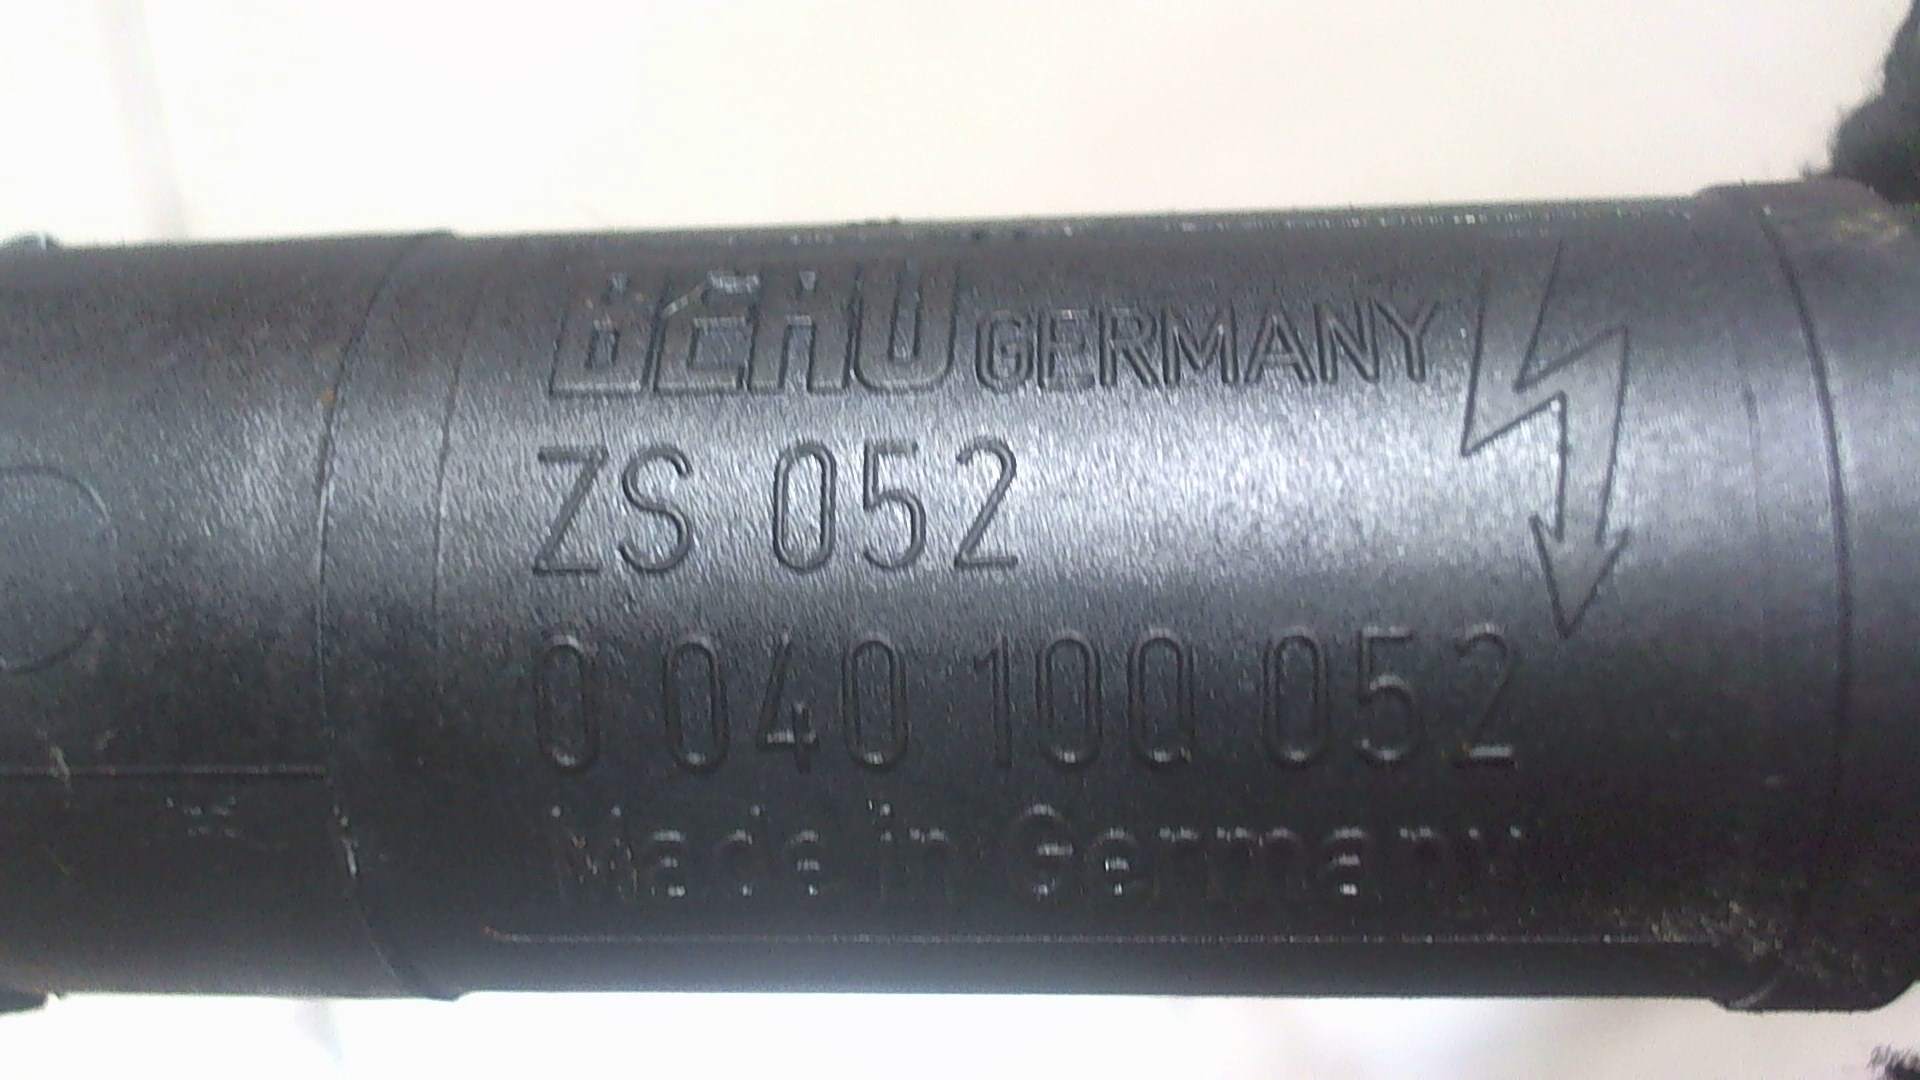 BERU GERMANY
ZS 052
0 040 100 052
Made in Germany